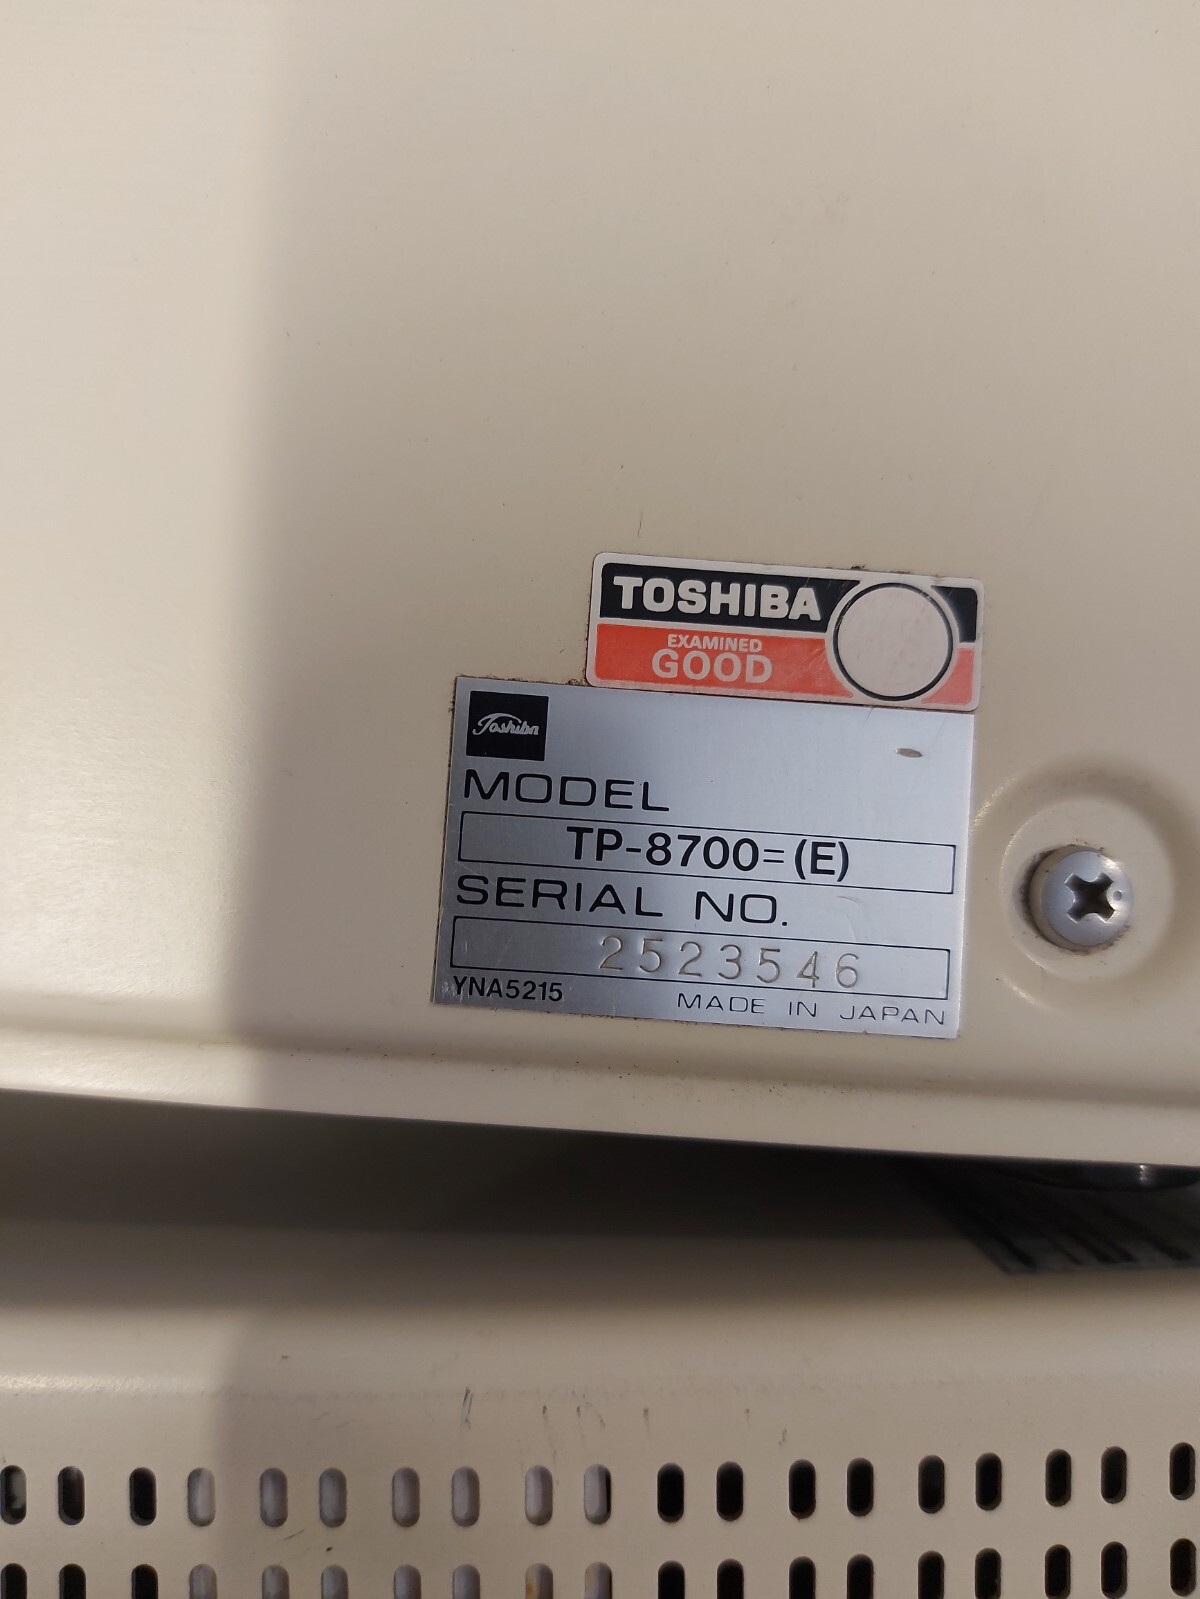 TOSHIBA
EXAMINED
GOOD
Toshiba
MODEL
TP-8700=(E)
SERIAL NO.
2523546
YNA5215
MADE IN JAPAN